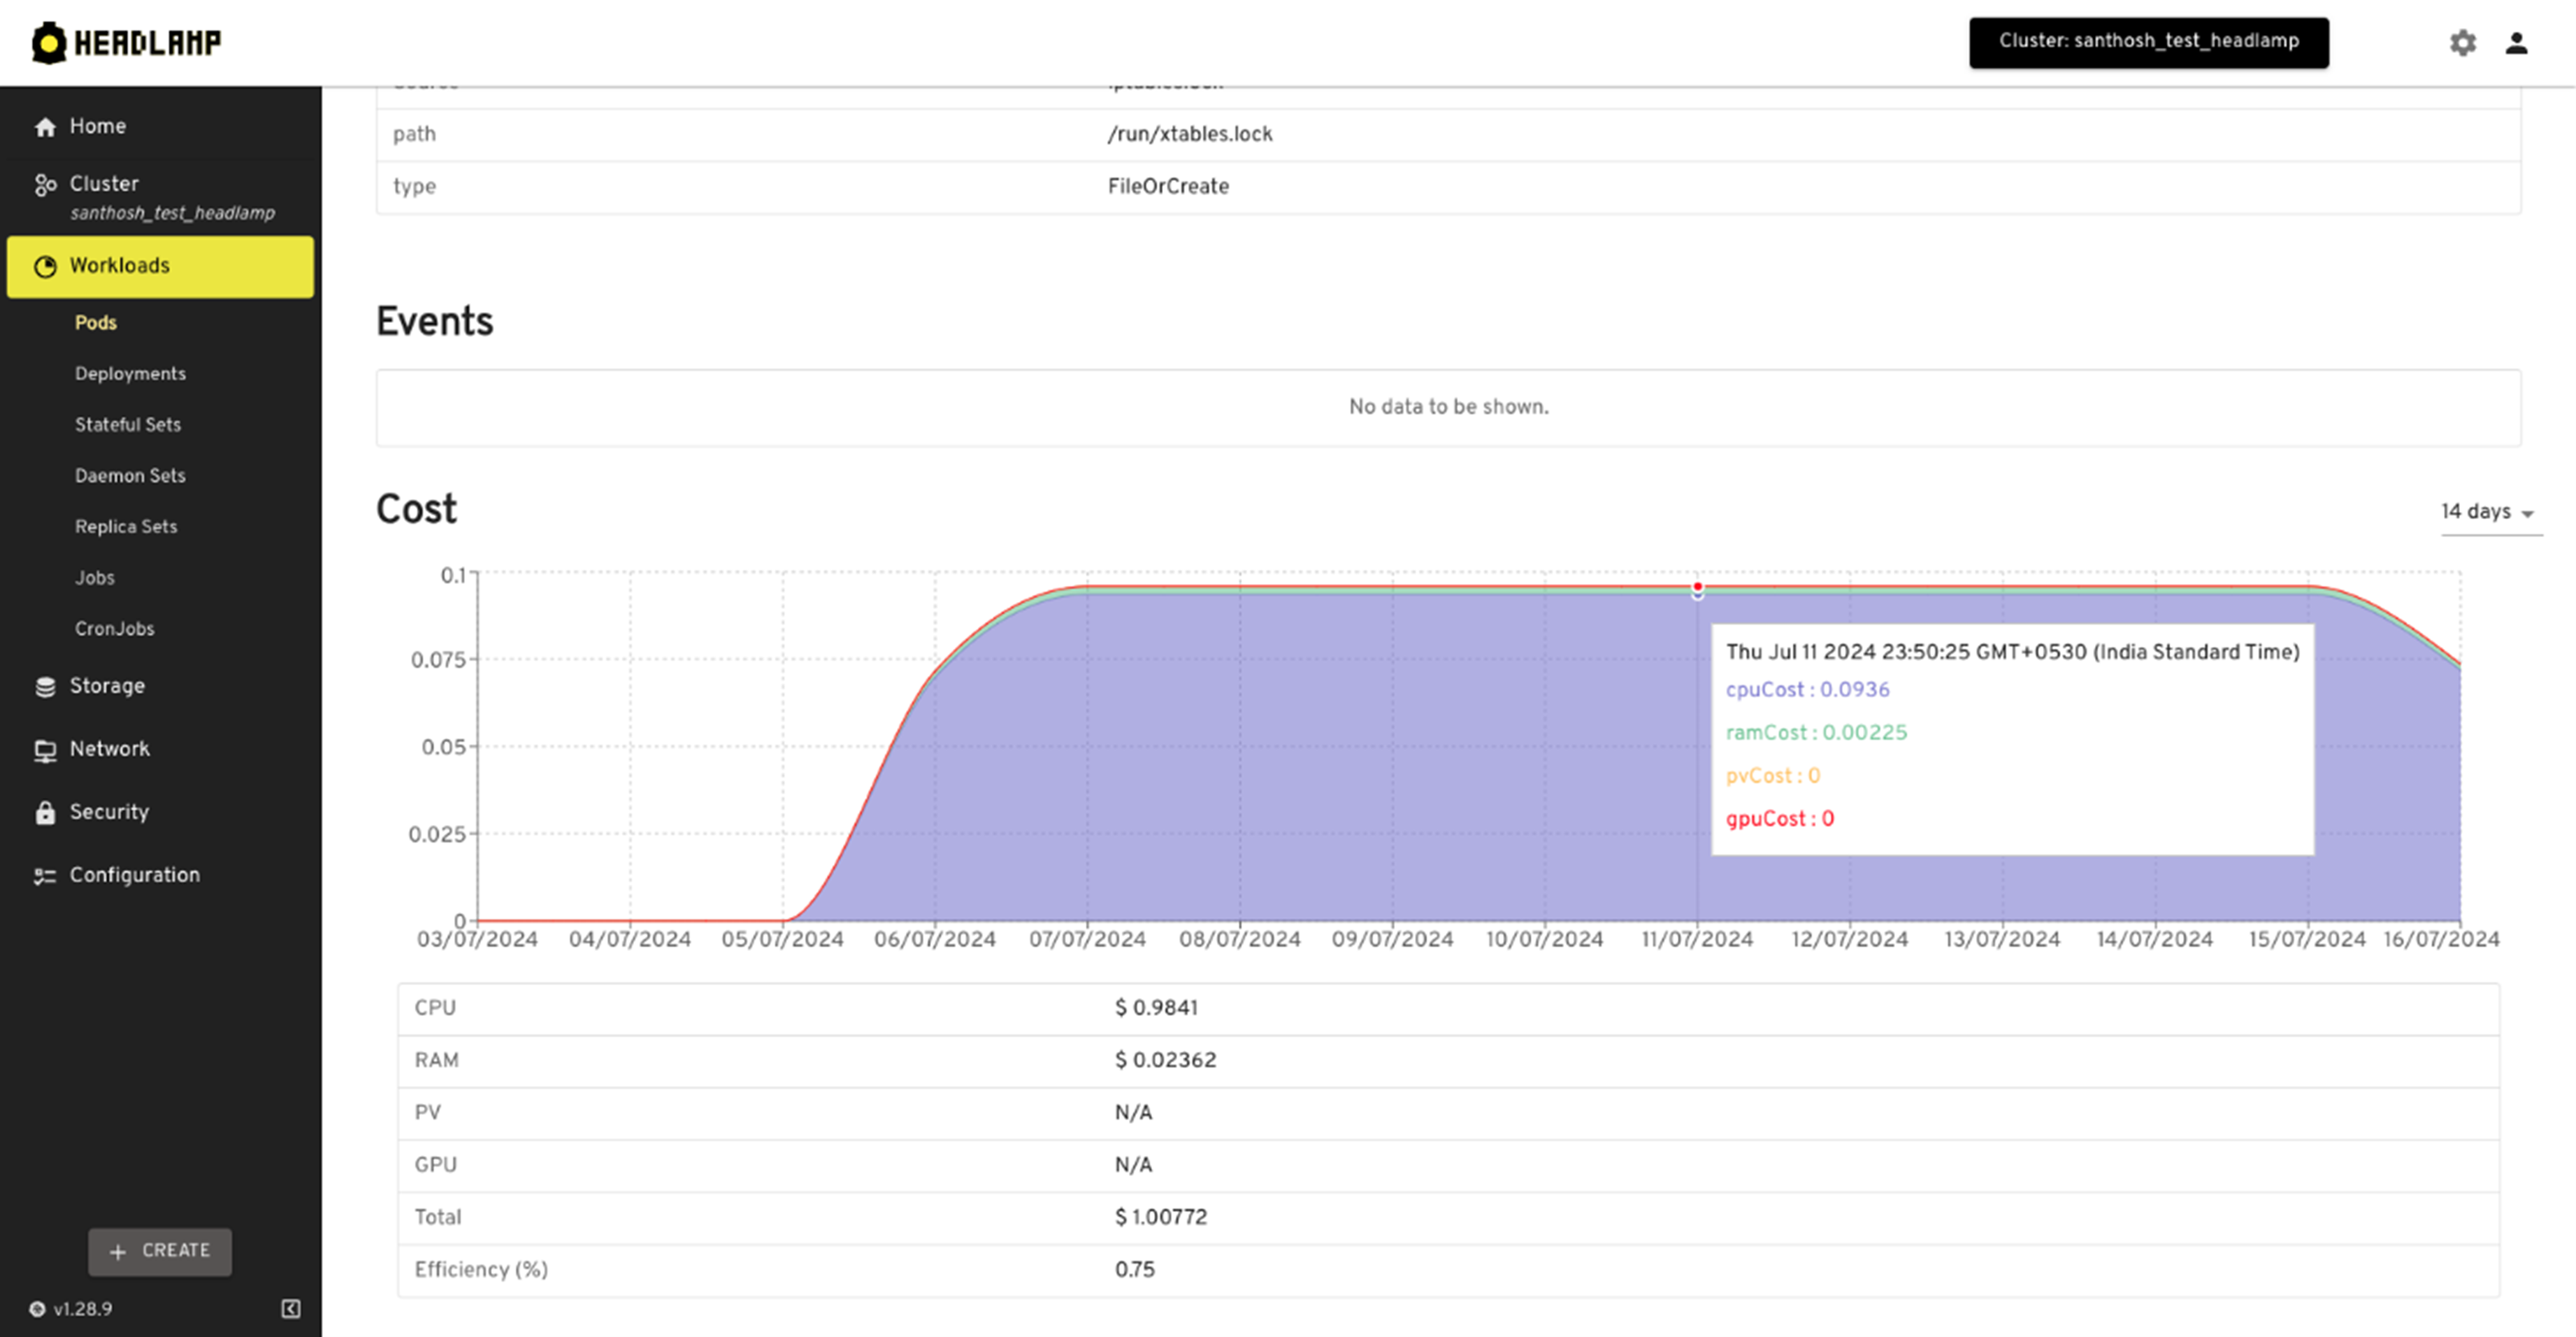 HEADLAMP
Cluster: santhosh_test_headlamp
Home
Cluster
santhosh_test_headlamp
Workloads
Pods
Deployments
Stateful Sets
Daemon Sets
Replica Sets
Jobs
CronJobs
Storage
Network
Security
Configuration
+ CREATE
v1.28.9
path /run/xtables.lock
type FileOrCreate
Events
No data to be shown.
Cost
14 days
0.1
0.075
0.05
0.025
0
03/07/2024 04/07/2024 05/07/2024 06/07/2024 07/07/2024 08/07/2024 09/07/2024 10/07/2024 11/07/2024 12/07/2024 13/07/2024 14/07/2024 15/07/2024 16/07/2024
Thu Jul 11 2024 23:50:25 GMT+0530 (India Standard Time)
cpuCost : 0.0936
ramCost : 0.00225
pvCost : 0
gpuCost : 0
CPU $ 0.9841
RAM $ 0.02362
PV N/A
GPU N/A
Total $ 1.00772
Efficiency (%) 0.75